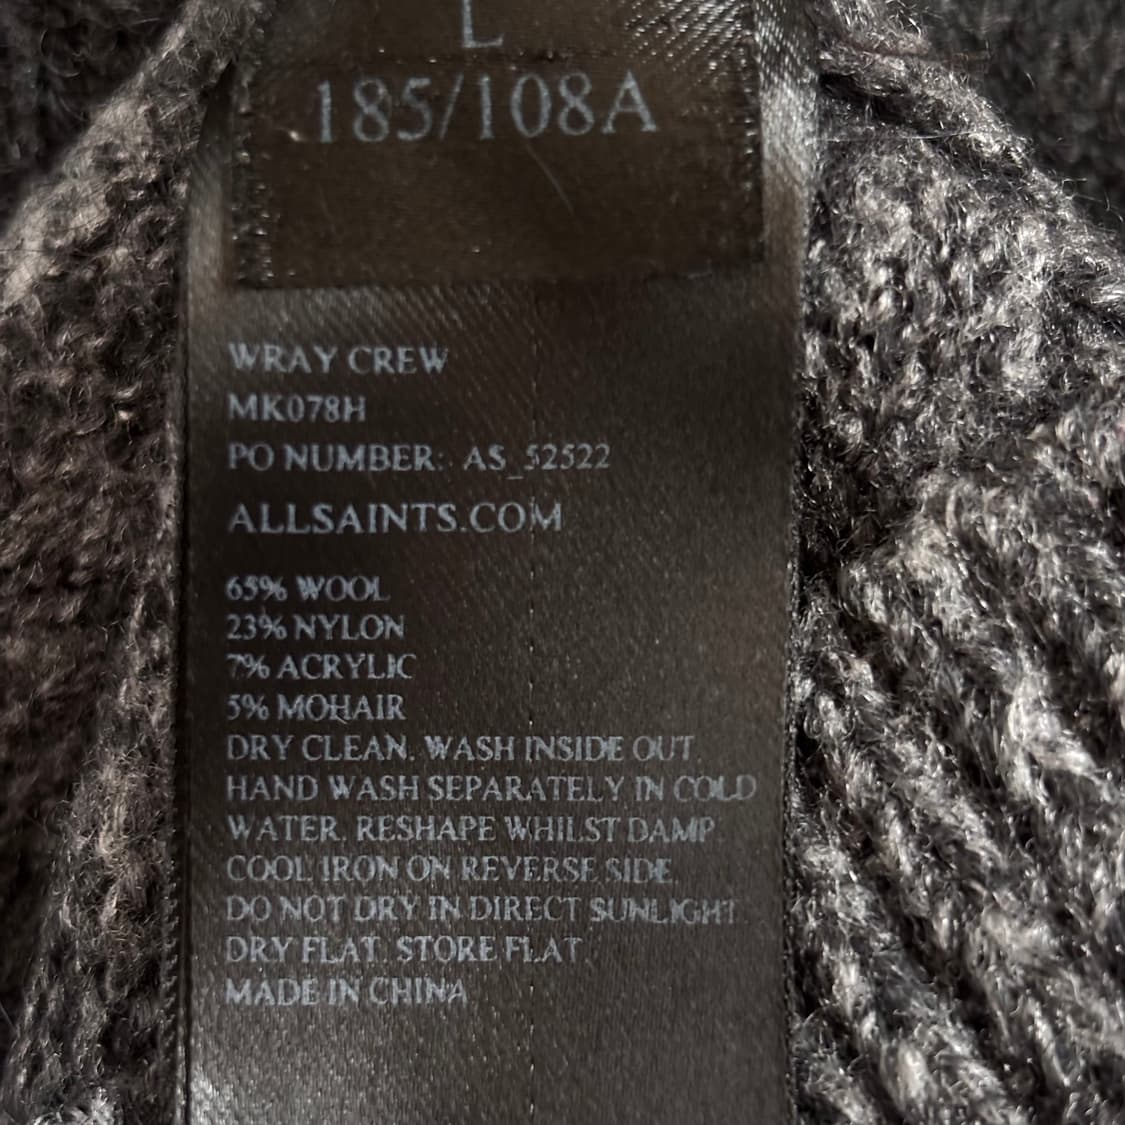 L
185/108A
WRAY CREW
MK078H
PO NUMBER: AS_52522
ALLSAINTS.COM
65% WOOL
23% NYLON
7% ACRYLIC
5% MOHAIR
DRY CLEAN. WASH INSIDE OUT.
HAND WASH SEPARATELY IN COLD
WATER. RESHAPE WHILST DAMP.
COOL IRON ON REVERSE SIDE.
DO NOT DRY IN DIRECT SUNLIGHT.
DRY FLAT. STORE FLAT.
MADE IN CHINA